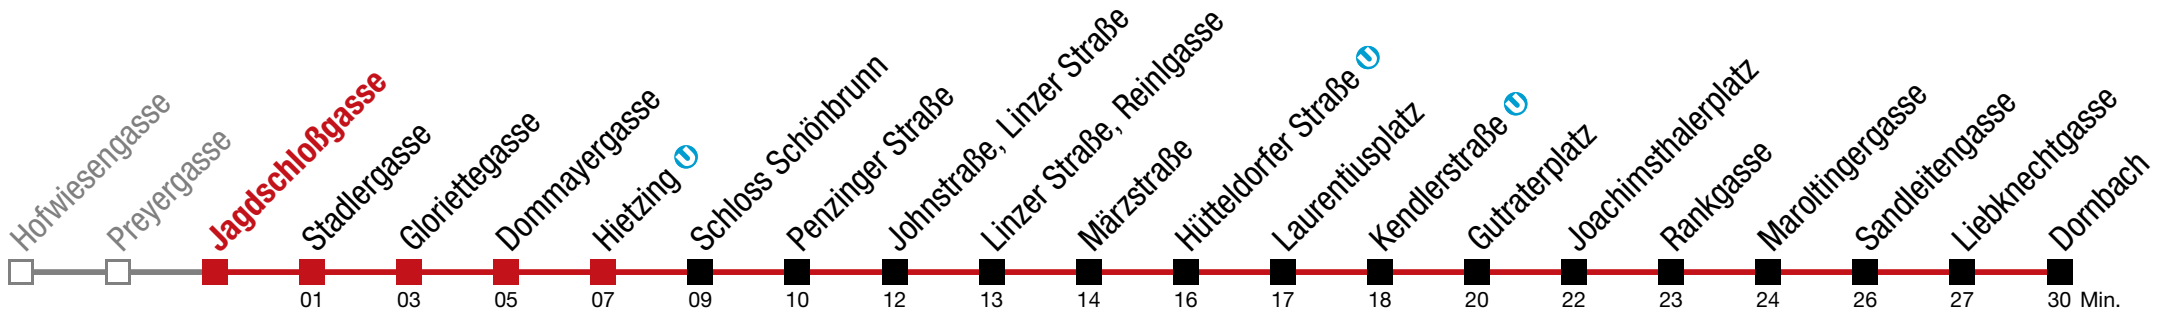 Hofwiesengasse
Preyergasse
Jagdschloßgasse
Stadlergasse
Gloriettegasse
Dommayergasse
Hietzing U
Schloss Schönbrunn
Penzinger Straße
Johnstraße, Linzer Straße
Linzer Straße, Reinlgasse
Märzstraße
Hütteldorfer Straße U
Laurentiusplatz
Kendlerstraße U
Gutraterplatz
Joachimsthalerplatz
Rankgasse
Maroltingergasse
Sandleitengasse
Liebknechtgasse
Dornbach
01 03 05 07 09 10 12 13 14 16 17 18 20 22 23 24 26 27 30 Min.